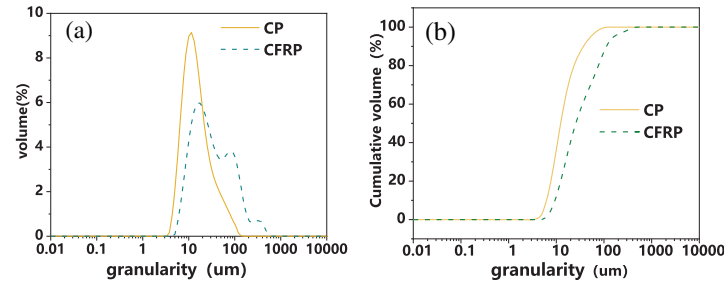 (a)
CP
CFRP
10
8
6
4
2
0
volume(%)
0.01 0.1 1 10 100 1000 10000
granularity (um)
(b)
CP
CFRP
100
80
60
40
20
0
Cumulative volume (%)
0.01 0.1 1 10 100 1000 10000
granularity (um)